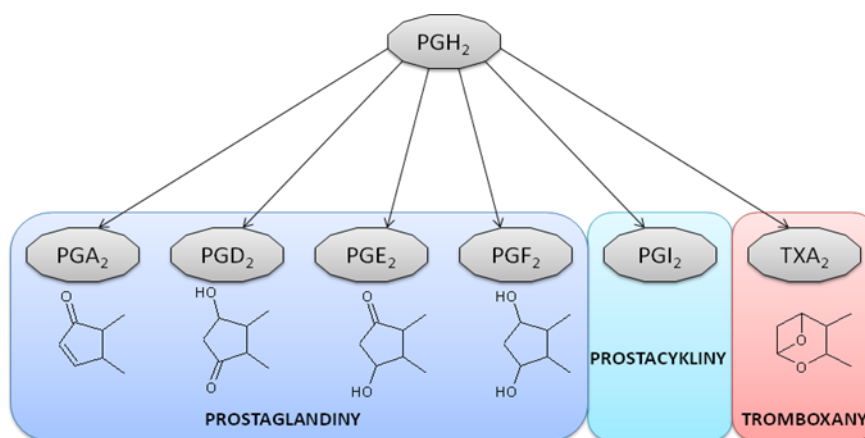 PGH₂
PGA₂ PGD₂ PGE₂ PGF₂ PGI₂ TXA₂
O HO O HO
O
O HO HO O
PROSTAGLANDINY PROSTACYKLINY TROMBOXANY